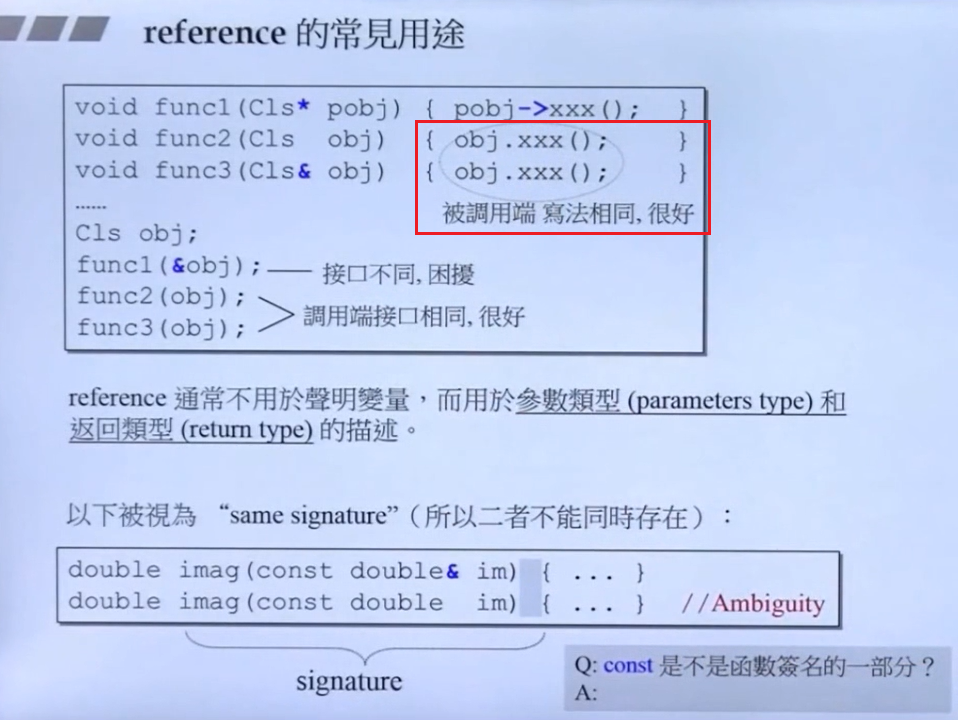 reference 的常見用途
void func1(Cls* pobj) { pobj->xxx(); }
void func2(Cls obj) { obj.xxx(); }
void func3(Cls& obj) { obj.xxx(); }
......
被調用端 寫法相同, 很好
Cls obj;
func1(&obj); 接口不同, 困擾
func2(obj);
調用端接口相同, 很好
func3(obj);
reference 通常不用於聲明變量，而用於參數類型 (parameters type) 和
返回類型 (return type) 的描述。
以下被視為 “same signature”（所以二者不能同時存在）：
double imag(const double& im) { ... }
double imag(const double im) { ... } //Ambiguity
signature
Q: const 是不是函數簽名的一部分？
A: